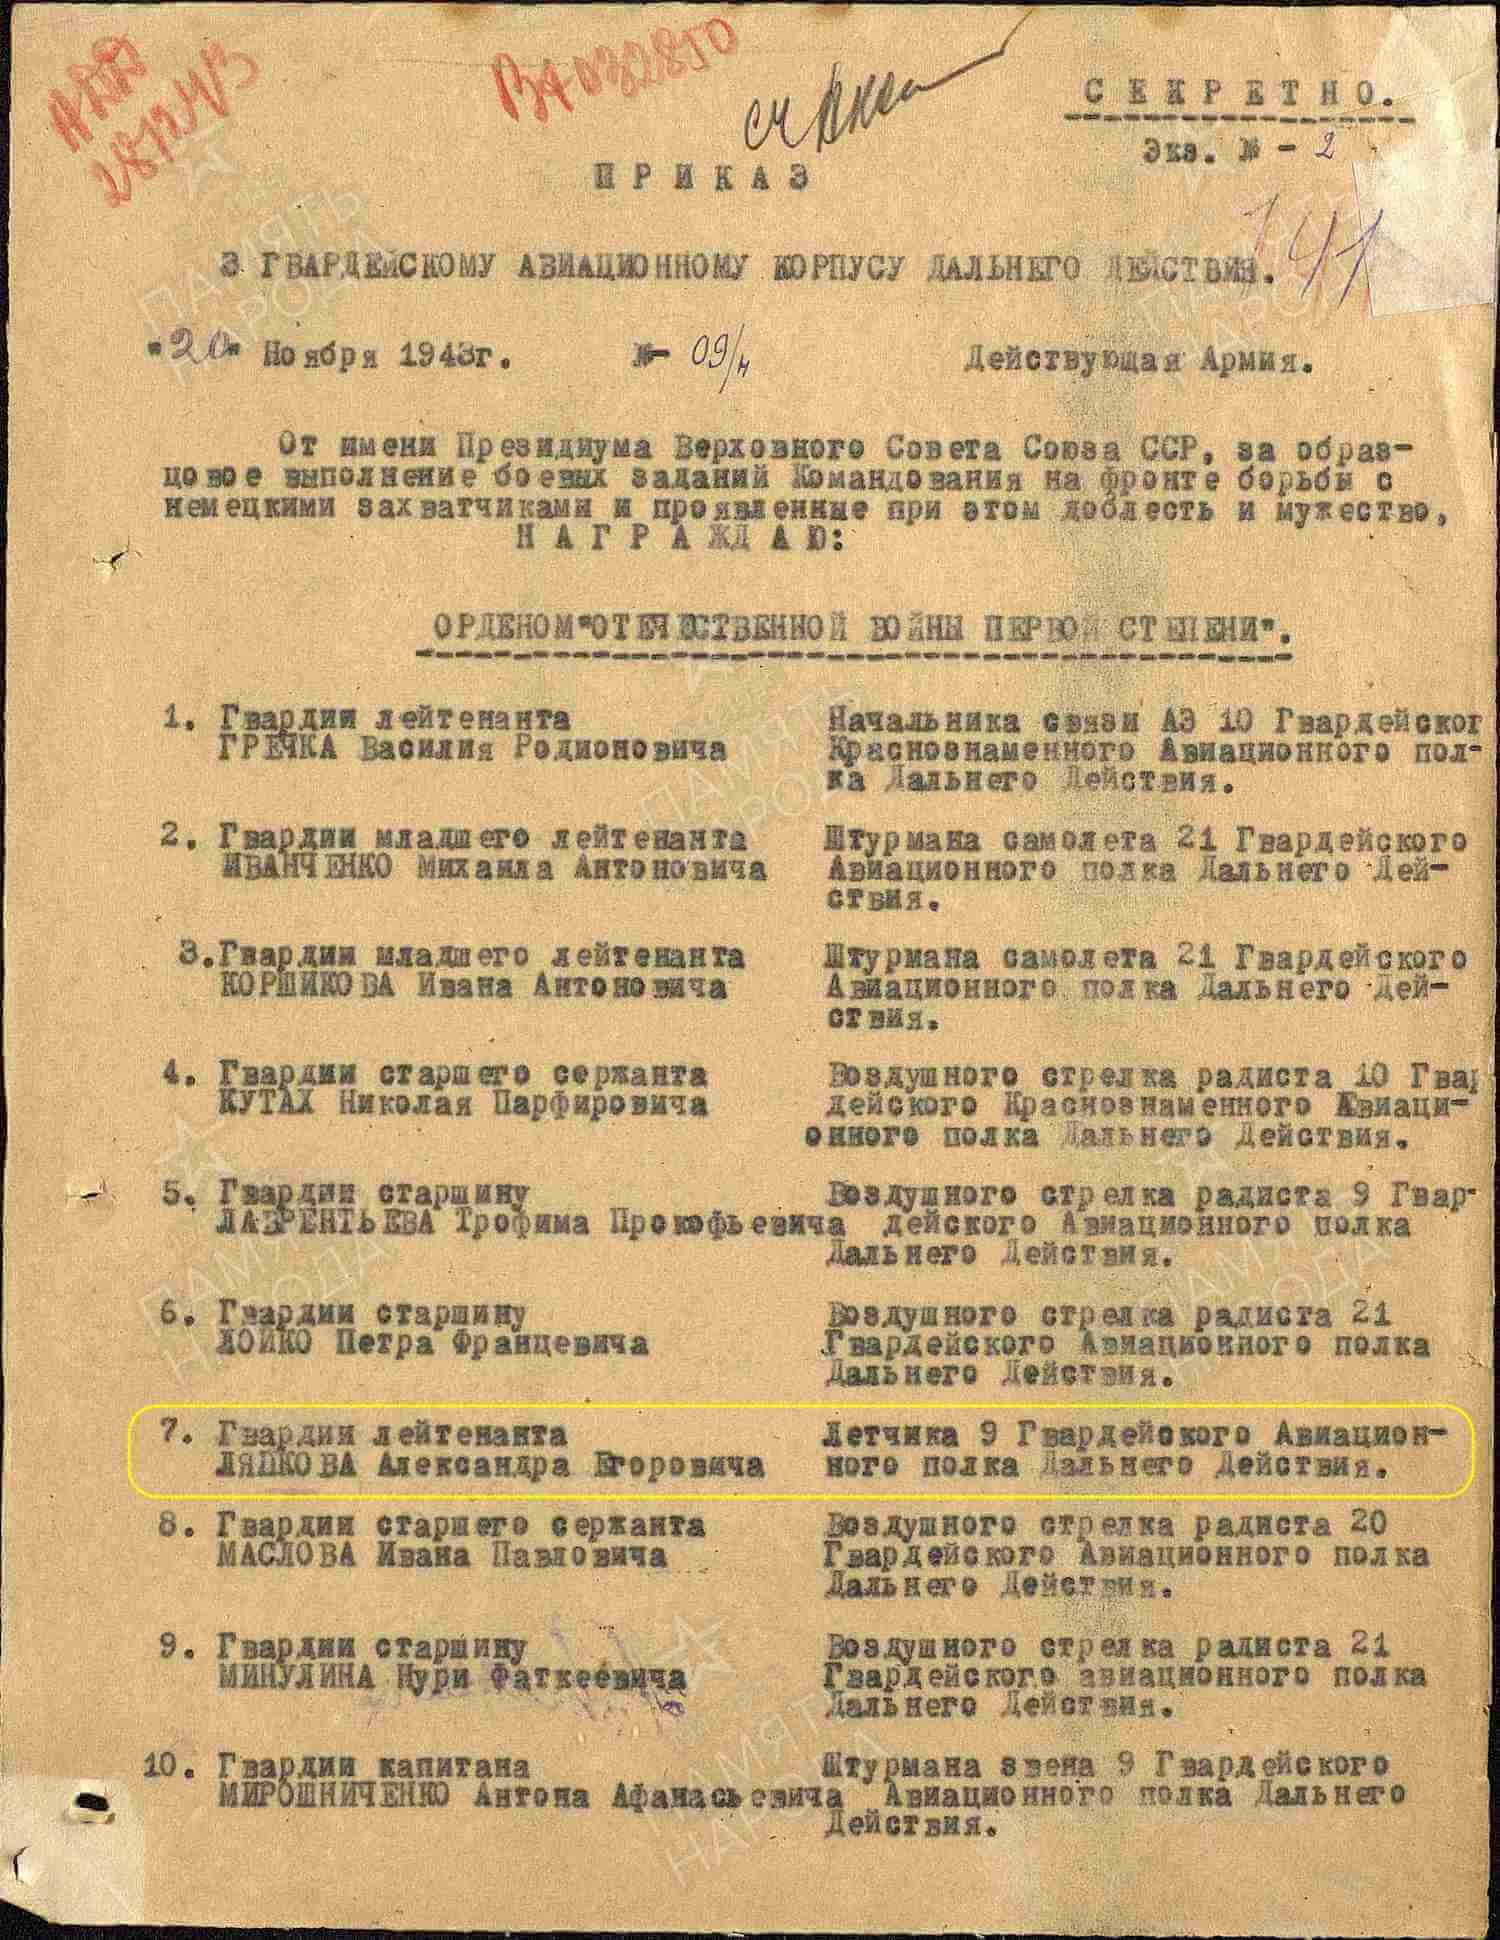 АДД
281243
ВХ 032850
СЕКРЕТНО.
Экз. № - 2
ПРИКАЗ
141
3 ГВАРДЕЙСКОМУ АВИАЦИОННОМУ КОРПУСУ ДАЛЬНЕГО ДЕЙСТВИЯ.
"20" Ноября 1943г. № 09/н Действующая Армия.
От имени Президиума Верховного Совета Союза ССР, за образ-
цовое выполнение боевых заданий Командования на фронте борьбы с
немецкими захватчиками и проявленные при этом доблесть и мужество,
НАГРАЖДАЮ:
ОРДЕНОМ"ОТЕЧЕСТВЕННОЙ ВОЙНЫ ПЕРВОЙ СТЕПЕНИ".
1. Гвардии лейтенанта Начальника связи АЭ 10 Гвардейског
ГРЕЧКА Василия Родионовича Краснознаменного Авиационного пол-
ка Дальнего Действия.
2. Гвардии младшего лейтенанта Штурмана самолета 21 Гвардейского
ИВАНЧЕНКО Михаила Антоновича Авиационного полка Дальнего Дей-
ствия.
3. Гвардии младшего лейтенанта Штурмана самолета 21 Гвардейского
КОРШИКОВА Ивана Антоновича Авиационного полка Дальнего Дей-
ствия.
4. Гвардии старшего сержанта Воздушного стрелка радиста 10 Гвар
КУТАХ Николая Парфировича дейского Краснознаменного Авиаци-
онного полка Дальнего Действия.
5. Гвардии старшину Воздушного стрелка радиста 9 Гвар-
ЛАВРЕНТЬЕВА Трофима Прокофьевича дейского Авиационного полка
Дальнего Действия.
6. Гвардии старшину Воздушного стрелка радиста 21
ЛОЙКО Петра Францевича Гвардейского Авиационного полка
Дальнего Действия.
7. Гвардии лейтенанта Летчика 9 Гвардейского Авиацион-
ЛЯПКОВА Александра Егоровича ного полка Дальнего Действия.
8. Гвардии старшего сержанта Воздушного стрелка радиста 20
МАСЛОВА Ивана Павловича Гвардейского Авиационного полка
Дальнего Действия.
9. Гвардии старшину Воздушного стрелка радиста 21
МИНУЛИНА Нури Фаткеевича Гвардейского авиационного полка
Дальнего Действия.
10. Гвардии капитана Штурмана звена 9 Гвардейского
МИРОШНИЧЕНКО Антона Афанасьевича Авиационного полка Дальнего
Действия.
ПАМЯТЬ
НАРОДА